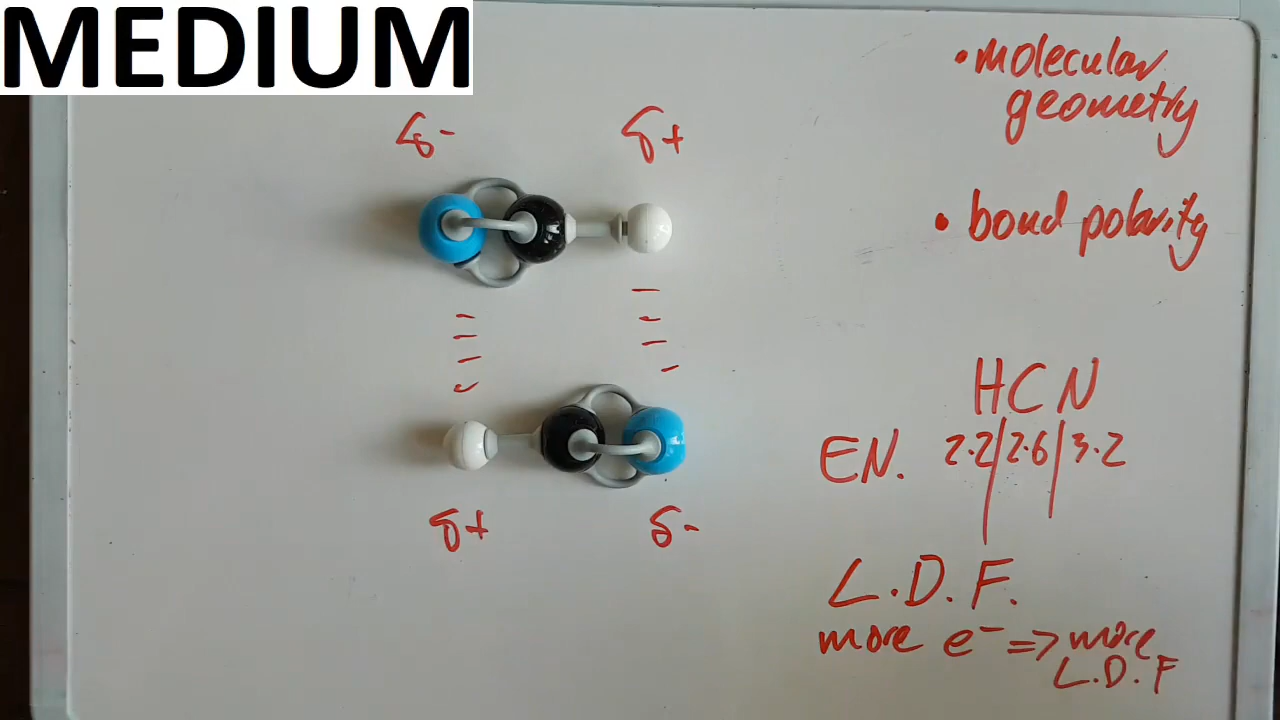 MEDIUM
• molecular
geometry
δ- δ+
• bond polarity
HCN
EN. 2.2|2.6|3.2
δ+ δ-
L.D.F.
more e⁻ => more
L.D.F